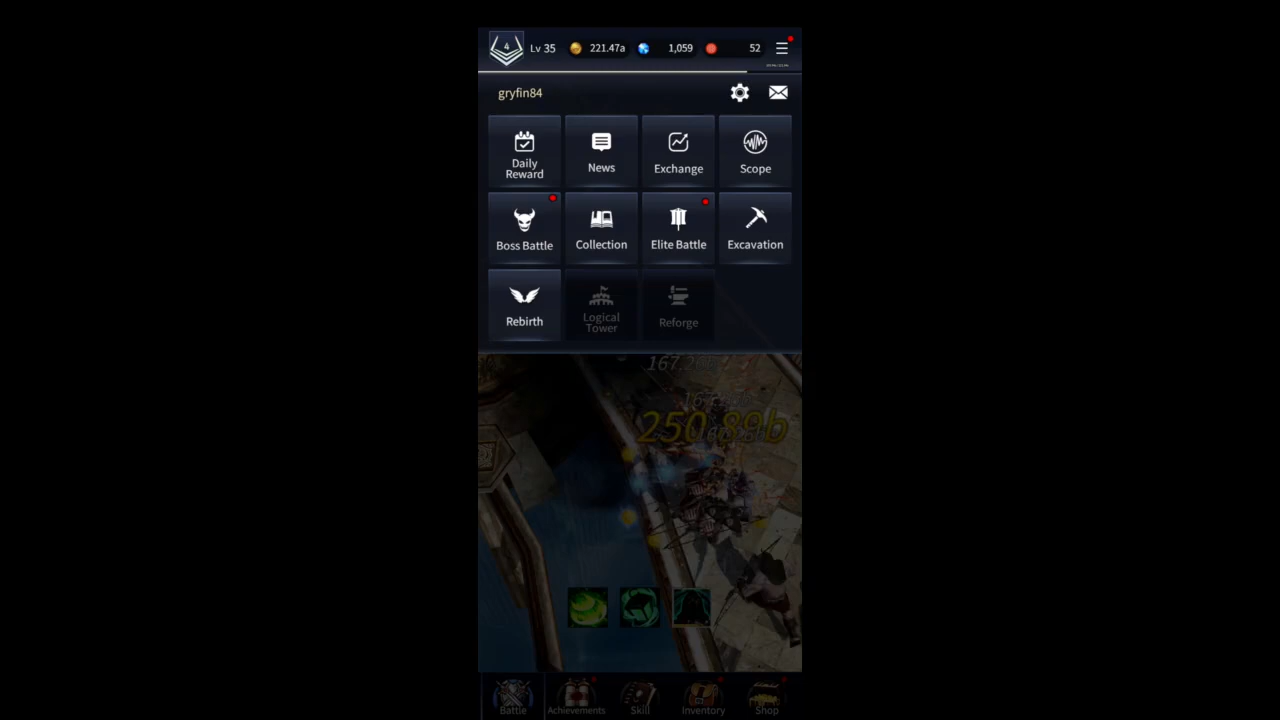 4 Lv 35 221.47a 1,059 52
gryfin84
Daily Reward
News
Exchange
Scope
Boss Battle
Collection
Elite Battle
Excavation
Rebirth
Logical Tower
Reforge
250.89b
Battle
Achievements
Skill
Inventory
Shop